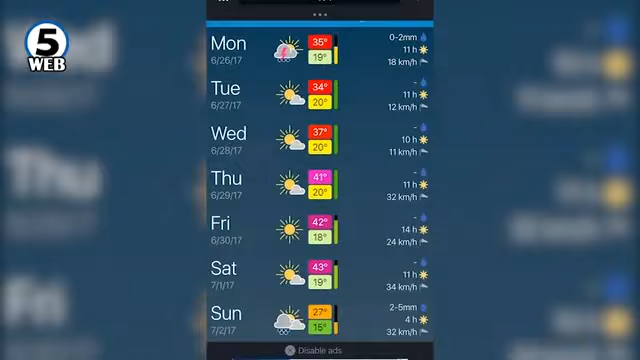 5
WEB
Mon
6/26/17
35°
19°
0-2mm
11 h
18 km/h
Tue
6/27/17
34°
20°
-
11 h
12 km/h
Wed
6/28/17
37°
20°
-
10 h
11 km/h
Thu
6/29/17
41°
20°
-
11 h
32 km/h
Fri
6/30/17
42°
18°
-
14 h
24 km/h
Sat
7/1/17
43°
19°
-
11 h
34 km/h
Sun
7/2/17
27°
15°
2-5mm
4 h
32 km/h
Disable ads